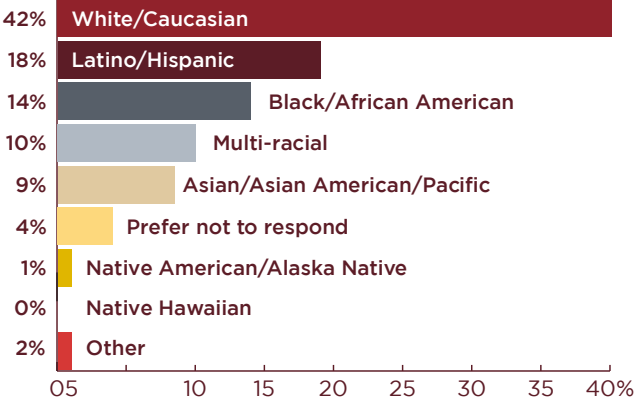 42% White/Caucasian
18% Latino/Hispanic
14% Black/African American
10% Multi-racial
9% Asian/Asian American/Pacific
4% Prefer not to respond
1% Native American/Alaska Native
0% Native Hawaiian
2% Other
05 10 15 20 25 30 35 40%